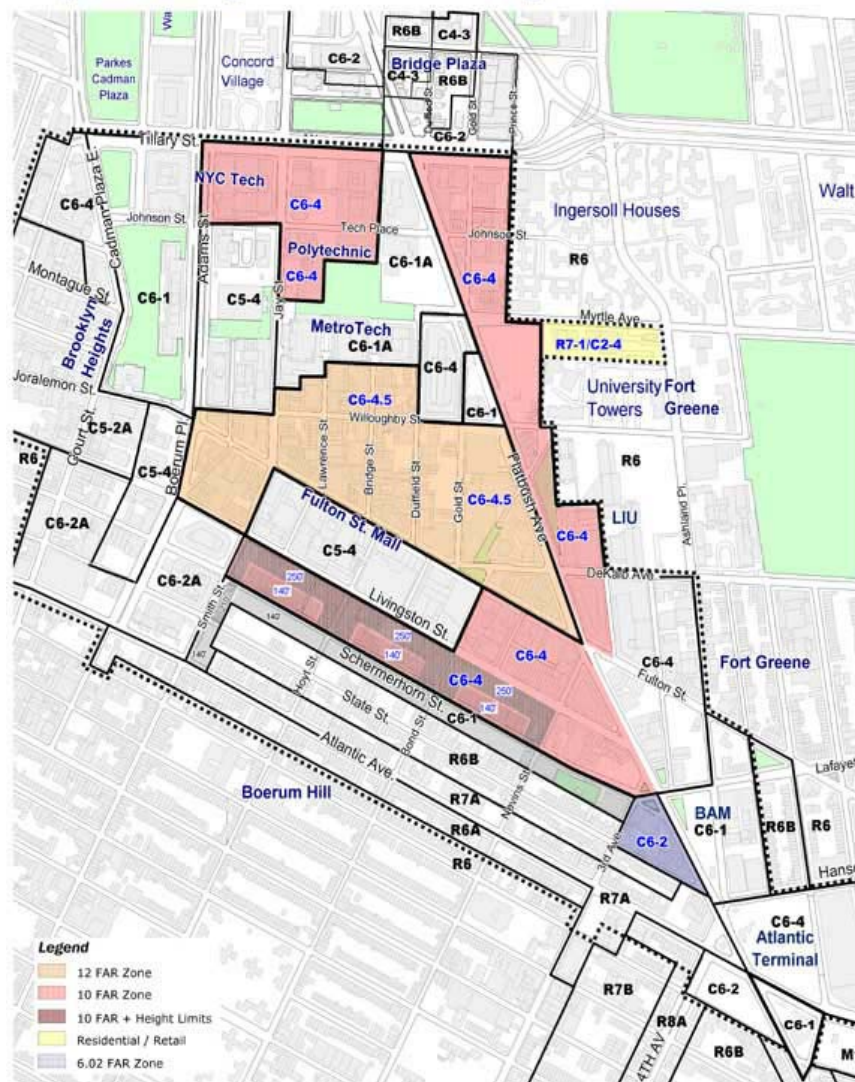 R6B
C4-3
Wa
Parkes
Cadman
Plaza
Concord
Village
C6-2
Bridge Plaza
C4-3
R6B
Duffield St.
Gold St.
Prince St.
C6-2
Tillary St.
NYC Tech
C6-4
Cadman Plaza E.
Johnson St.
Adams St.
C6-4
Tech Place
Johnson St.
Ingersoll Houses
Walt
R6
Polytechnic
C6-4
C6-1A
C6-4
Montague St.
C6-1
C5-4
Jay St.
Myrtle Ave.
Brooklyn
Heights
MetroTech
C6-1A
C6-4
R7-1/C2-4
Joralemon St.
C6-4.5
Willoughby St.
C6-1
University
Towers
Fort
Greene
Court St.
C5-2A
C5-4
Boerum Pl.
R6
Lawrence St.
Bridge St.
Duffield St.
Gold St.
C6-4.5
Flatbush Ave.
R6
Ashland Pl.
C6-2A
Fulton St. Mall
C6-4
LIU
C5-4
C6-2A
DeKalb Ave.
Smith St.
250'
140'
Livingston St.
140'
250'
140'
C6-4
C6-4
Fort Greene
140'
Hoyt St.
Schermerhorn St.
C6-4
250'
140'
Fulton St.
State St.
C6-1
Bond St.
R6B
Atlantic Ave.
R7A
Nevins St.
Lafayet
Boerum Hill
R6A
R6
BAM
C6-1
R6B
R6
3rd Ave.
C6-2
Hanso
R7A
C6-4
Atlantic
Terminal
Legend
12 FAR Zone
10 FAR Zone
10 FAR + Height Limits
Residential / Retail
6.02 FAR Zone
R7B
C6-2
R8A
4TH AV
R6B
C6-1
M